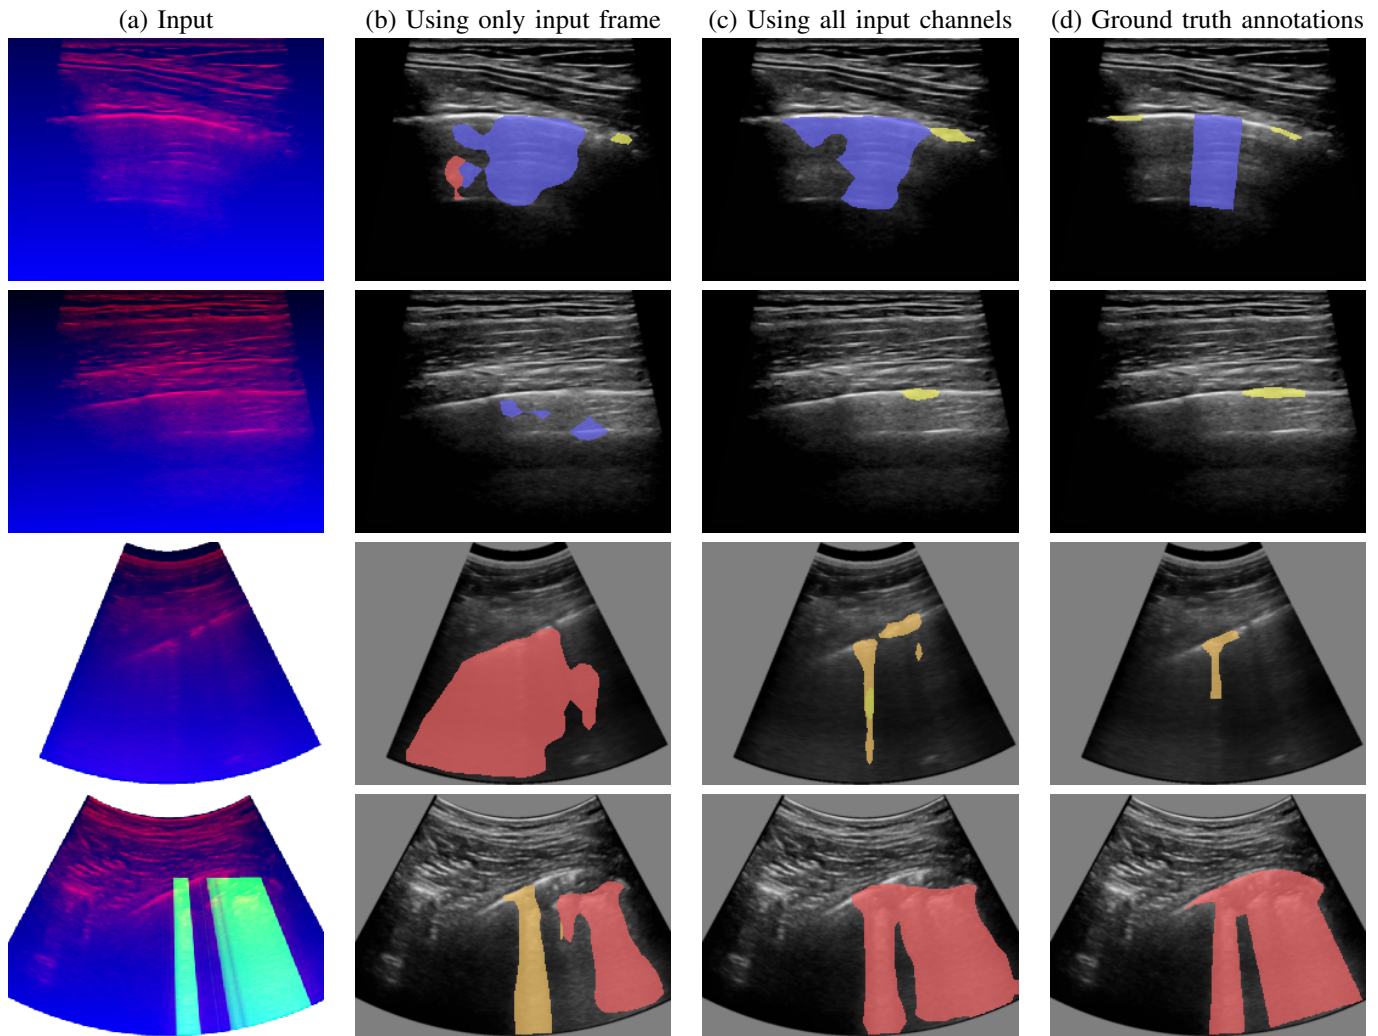 (a) Input
(b) Using only input frame
(c) Using all input channels
(d) Ground truth annotations